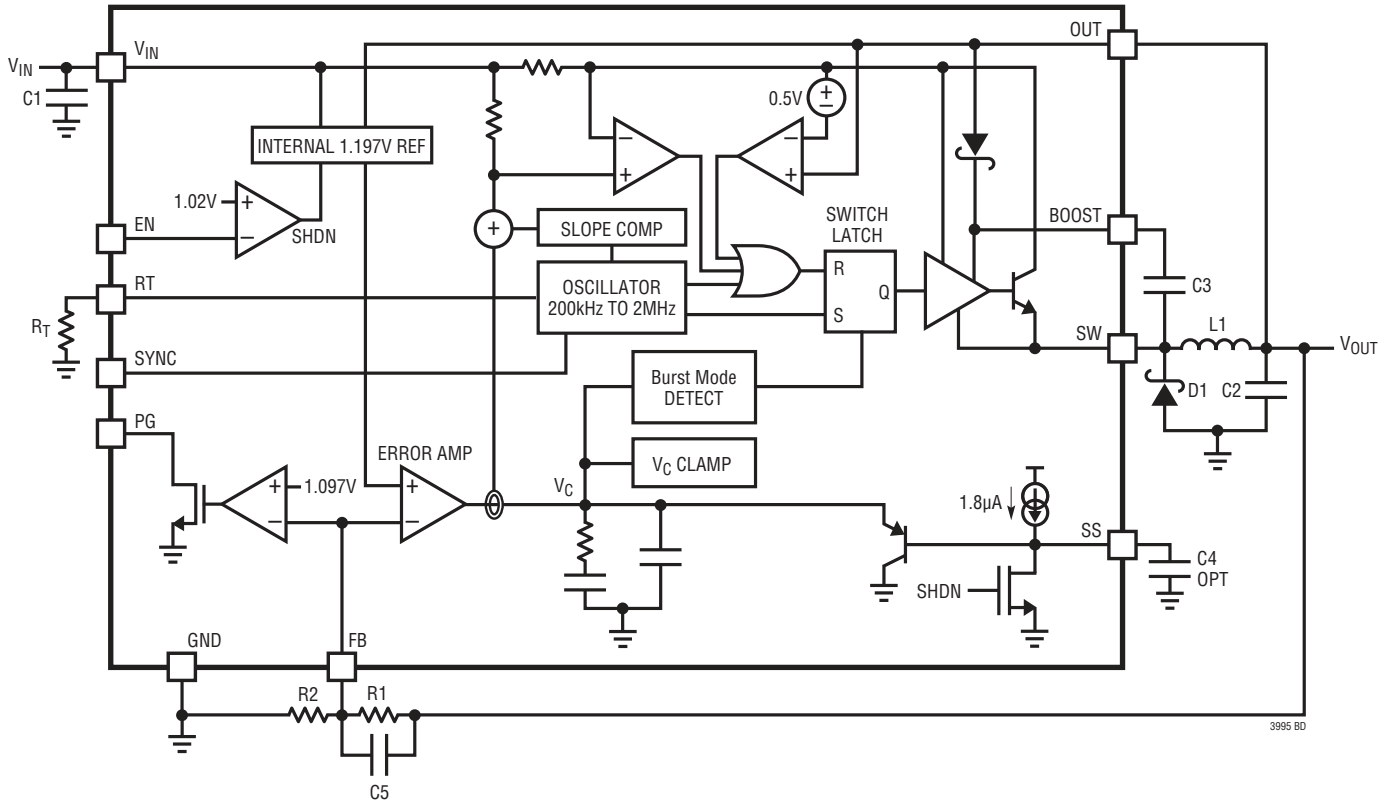 OUT
VIN
VIN
C1
0.5V
+
−
INTERNAL 1.197V REF
−
+
−
+
1.02V
+
−
SHDN
EN
BOOST
SWITCH
LATCH
+
SLOPE COMP
RT
OSCILLATOR
200kHz TO 2MHz
R
S
Q
C3
RT
SW
L1
VOUT
SYNC
Burst Mode
DETECT
D1
C2
PG
ERROR AMP
VC CLAMP
+
−
1.097V
+
−
VC
1.8µA
SS
C4
OPT
SHDN
GND
FB
R2
R1
3995 BD
C5